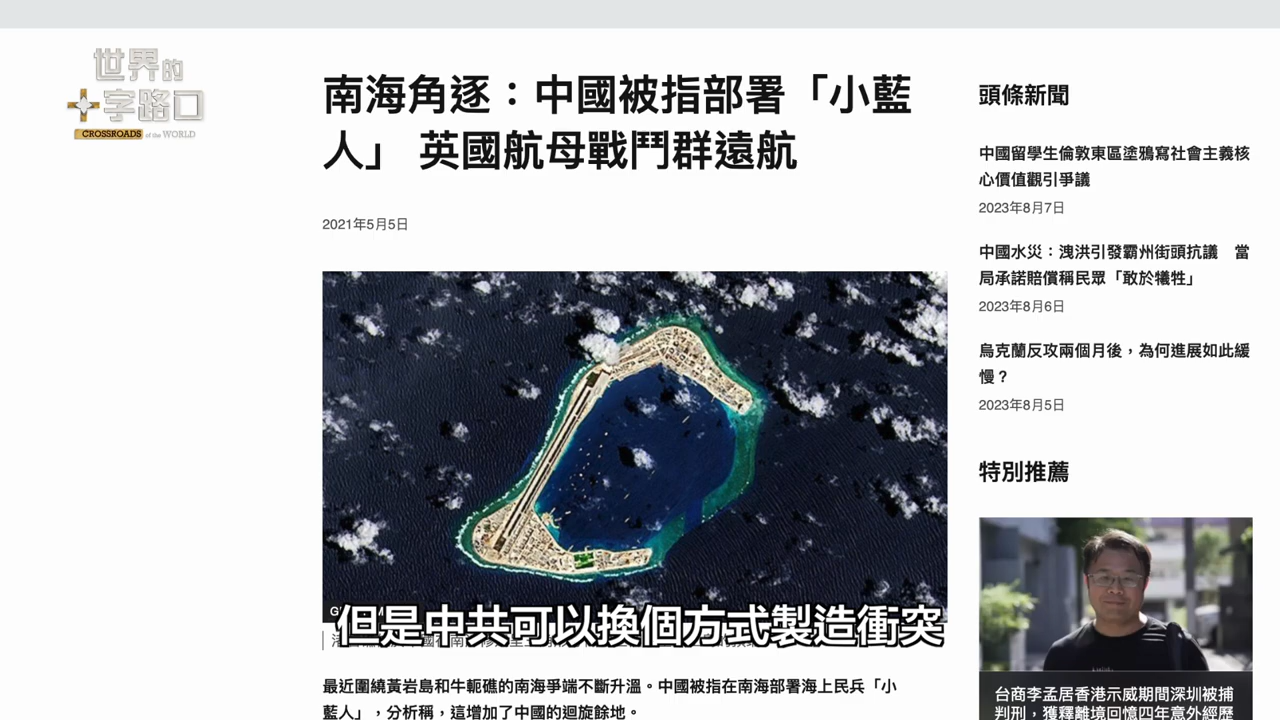 世界的
十字路口
CROSSROADS of the WORLD
南海角逐：中國被指部署「小藍
人」 英國航母戰鬥群遠航
2021年5月5日
但是中共可以換個方式製造衝突
最近圍繞黃岩島和牛軛礁的南海爭端不斷升溫。中國被指在南海部署海上民兵「小
藍人」，分析稱，這增加了中國的迴旋餘地。
頭條新聞
中國留學生倫敦東區塗鴉寫社會主義核
心價值觀引爭議
2023年8月7日
中國水災：洩洪引發霸州街頭抗議　當
局承諾賠償稱民眾「敢於犧牲」
2023年8月6日
烏克蘭反攻兩個月後，為何進展如此緩
慢？
2023年8月5日
特別推薦
台商李孟居香港示威期間深圳被捕
判刑，獲釋離境回憶四年意外經歷